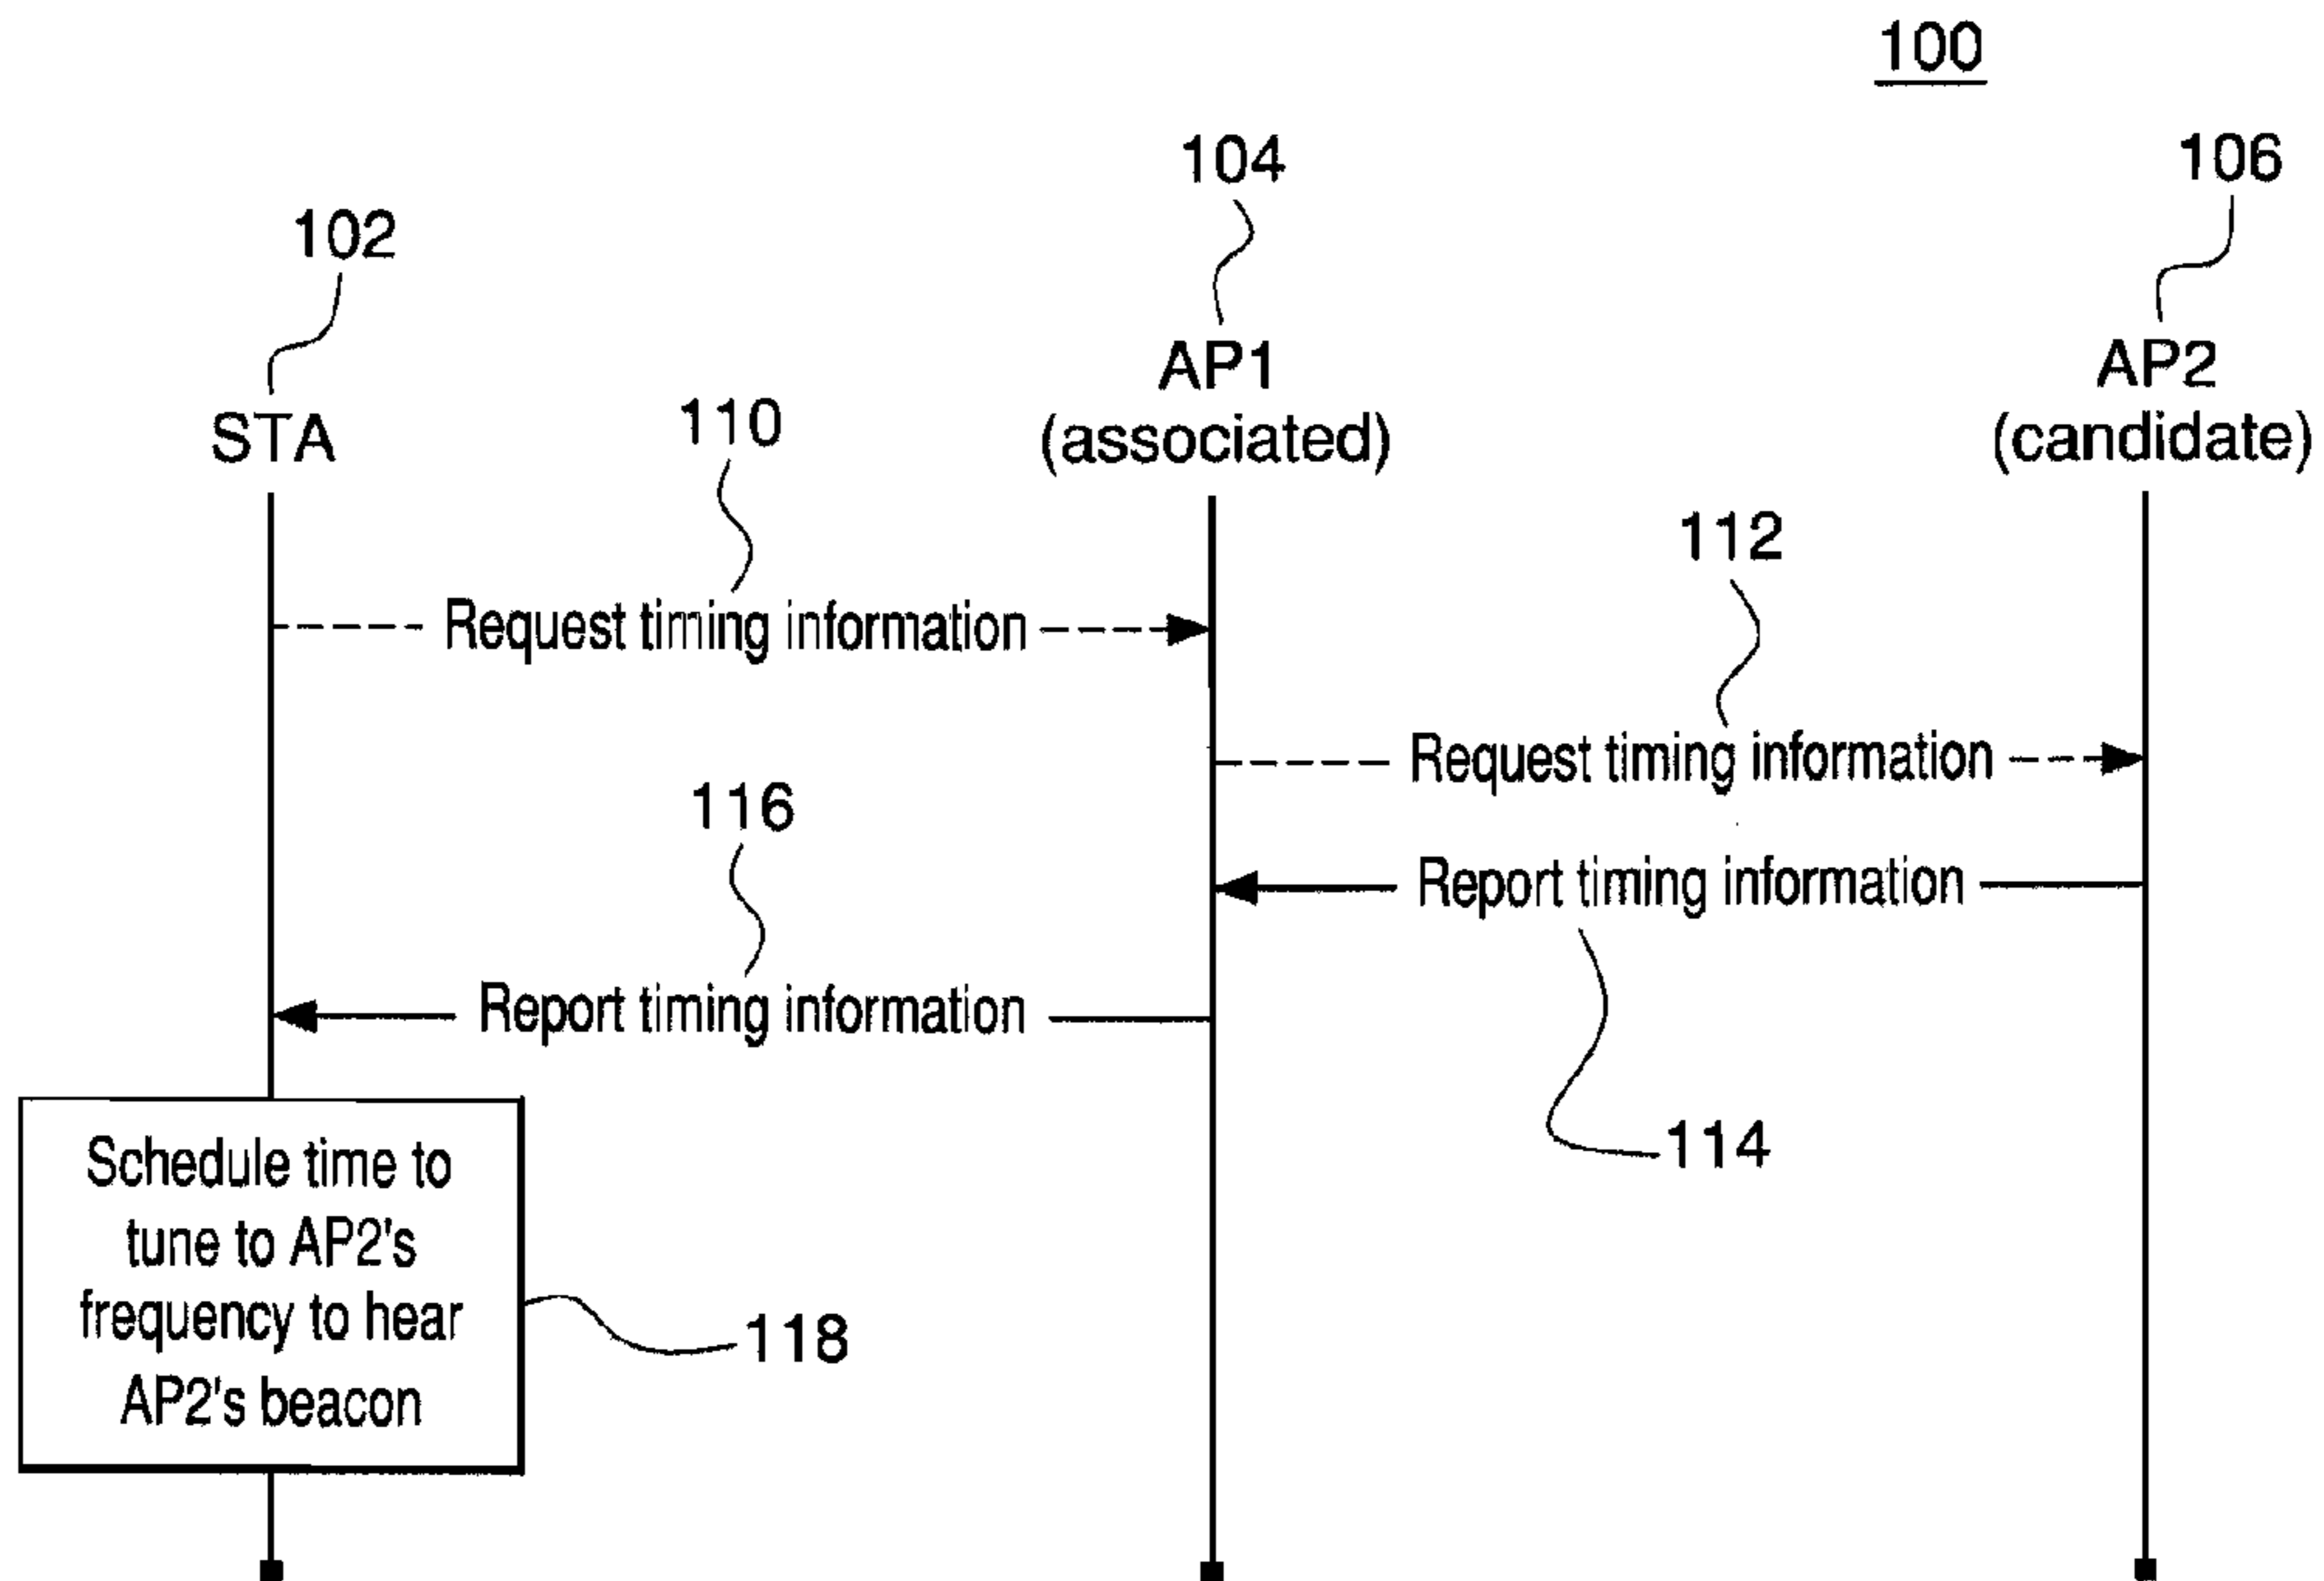 100
104
106
102
AP1
(associated)
AP2
(candidate)
STA
110
112
Request timing information
Request timing information
116
Report timing information
Report timing information
114
Schedule time to
tune to AP2's
frequency to hear
AP2's beacon
118